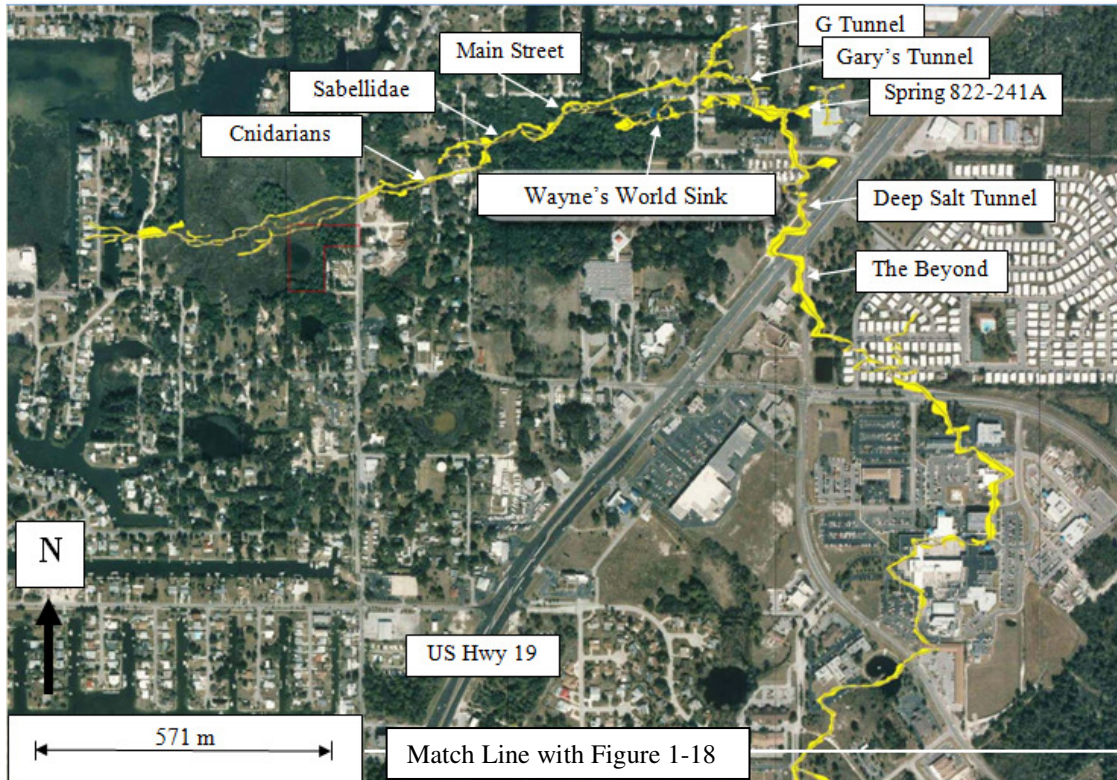 G Tunnel
Main Street
Gary's Tunnel
Sabellidae
Spring 822-241A
Cnidarians
Wayne's World Sink
Deep Salt Tunnel
The Beyond
N
US Hwy 19
571 m
Match Line with Figure 1-18